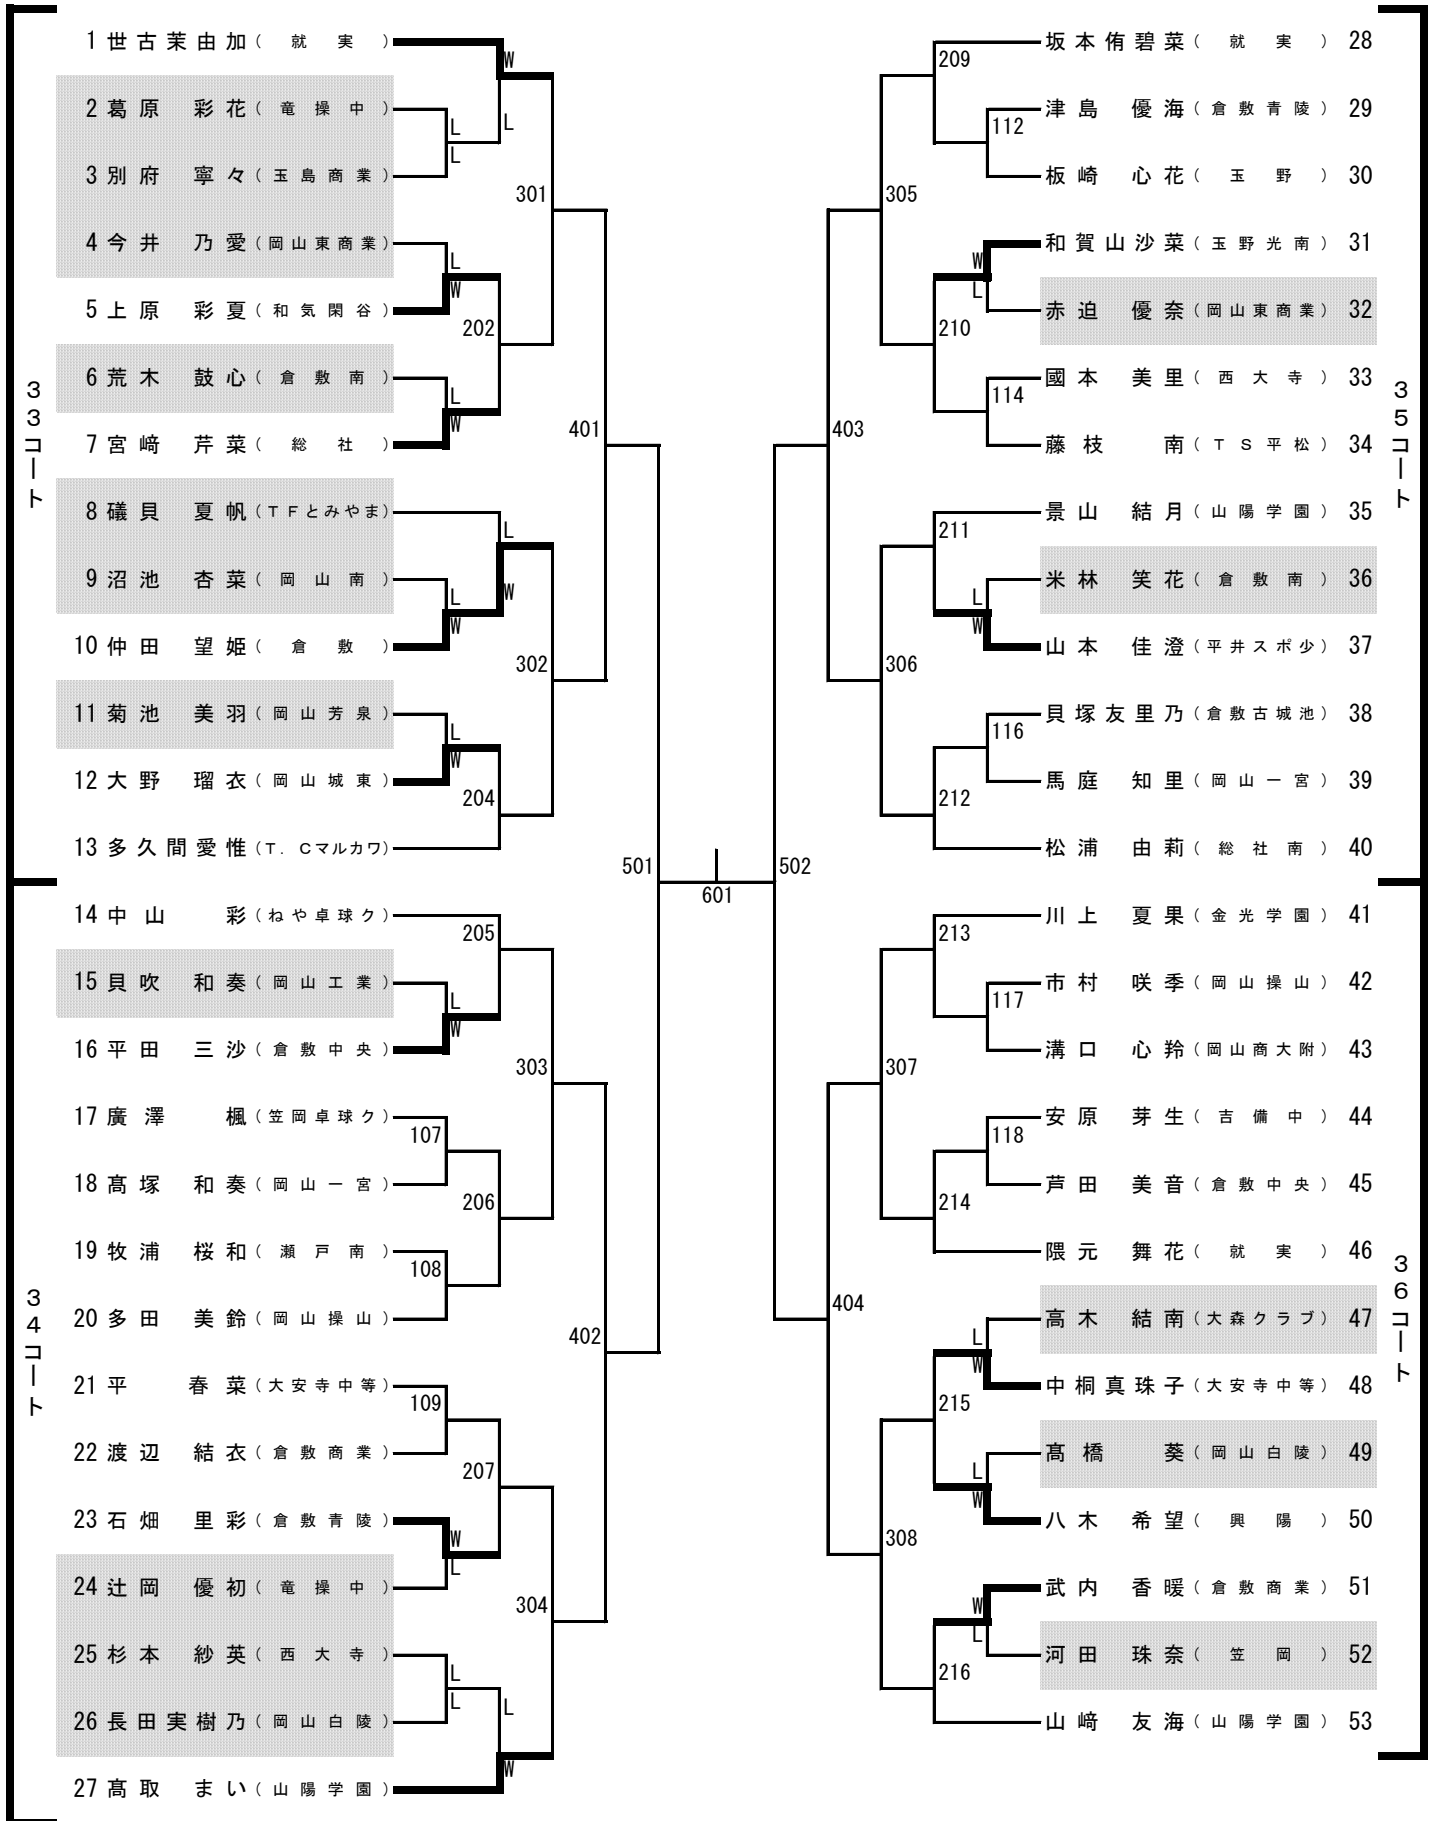 33コート
1 世古茉由加 (就実) W
2 葛原 彩花 (竜操中) L L
3 別府 寧々 (玉島商業) L
301
4 今井 乃愛 (岡山東商業) L
5 上原 彩夏 (和気閑谷) W
202
6 荒木 鼓心 (倉敷南) L
7 宮﨑 芹菜 (総社) W
401
8 礒貝 夏帆 (TFとみやま) L
9 沼池 杏菜 (岡山南) L W
10 仲田 望姫 (倉敷) W
302
11 菊池 美羽 (岡山芳泉) L
12 大野 瑠衣 (岡山城東) W
204
13 多久間愛惟 (T.Cマルカワ)
501
34コート
14 中山 彩 (ねや卓球ク)
205
15 貝吹 和奏 (岡山工業) L
16 平田 三沙 (倉敷中央) W
303
17 廣澤 楓 (笠岡卓球ク)
107
18 髙塚 和奏 (岡山一宮)
206
19 牧浦 桜和 (瀬戸南)
108
20 多田 美鈴 (岡山操山)
402
21 平 春菜 (大安寺中等)
109
22 渡辺 結衣 (倉敷商業)
207
23 石畑 里彩 (倉敷青陵) W
24 辻岡 優初 (竜操中) L
304
25 杉本 紗英 (西大寺) L
26 長田実樹乃 (岡山白陵) L L
27 髙取 まい (山陽学園) W
601
35コート
坂本侑碧菜 (就実) 28
209
津島 優海 (倉敷青陵) 29
112
板崎 心花 (玉野) 30
305
和賀山沙菜 (玉野光南) 31 W
赤迫 優奈 (岡山東商業) 32 L
210
國本 美里 (西大寺) 33
114
藤枝 南 (TS平松) 34
403
景山 結月 (山陽学園) 35
211
米林 笑花 (倉敷南) 36 L
山本 佳澄 (平井スポ少) 37 W
306
貝塚友里乃 (倉敷古城池) 38
116
馬庭 知里 (岡山一宮) 39
212
松浦 由莉 (総社南) 40
502
36コート
川上 夏果 (金光学園) 41
213
市村 咲季 (岡山操山) 42
117
溝口 心羚 (岡山商大附) 43
307
安原 芽生 (吉備中) 44
118
芦田 美音 (倉敷中央) 45
214
隈元 舞花 (就実) 46
404
高木 結南 (大森クラブ) 47 L
中桐真珠子 (大安寺中等) 48 W
215
髙橋 葵 (岡山白陵) 49 L
八木 希望 (興陽) 50 W
308
武内 香暖 (倉敷商業) 51 W
河田 珠奈 (笠岡) 52 L
216
山﨑 友海 (山陽学園) 53